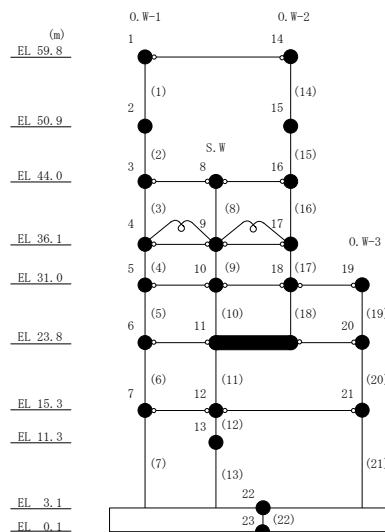 O.W-1 O.W-2
(m)
EL 59.8 1 14
(1) (14)
EL 50.9 2 15
(2) (15)
S.W
EL 44.0 3 8 16
(3) (8) (16)
EL 36.1 4 9 17
O.W-3
(4) (9) (17)
EL 31.0 5 10 18 19
(5) (10) (18) (19)
EL 23.8 6 11 20
(6) (11) (20)
EL 15.3 7 12 21
(12)
EL 11.3 13
(7) (13) (21)
EL 3.1 22
23 (22)
EL 0.1